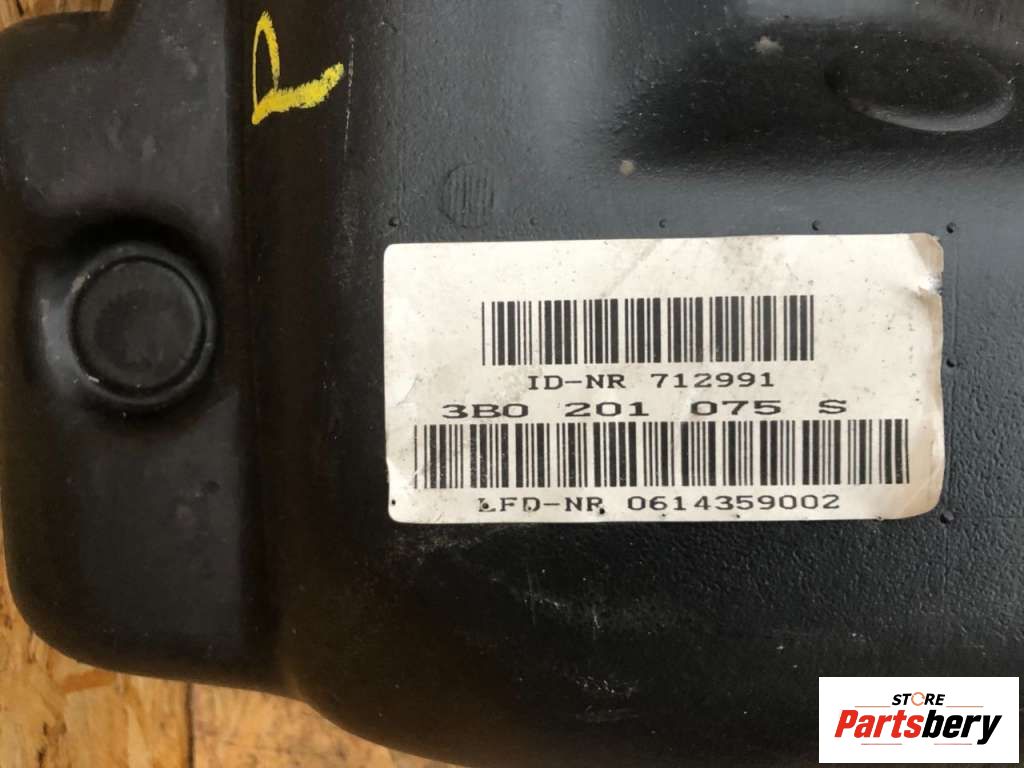 P
ID-NR 712991
3B0 201 075 S
LFD-NR 0614359002
STORE
Partsbery